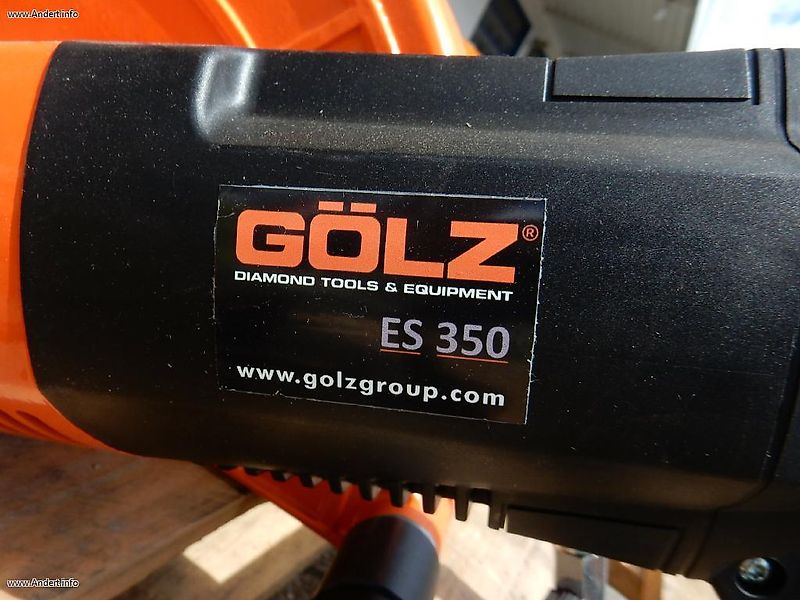 www.Andert.info
GÖLZ®
DIAMOND TOOLS & EQUIPMENT
ES 350
www.golzgroup.com
www.Andert.info